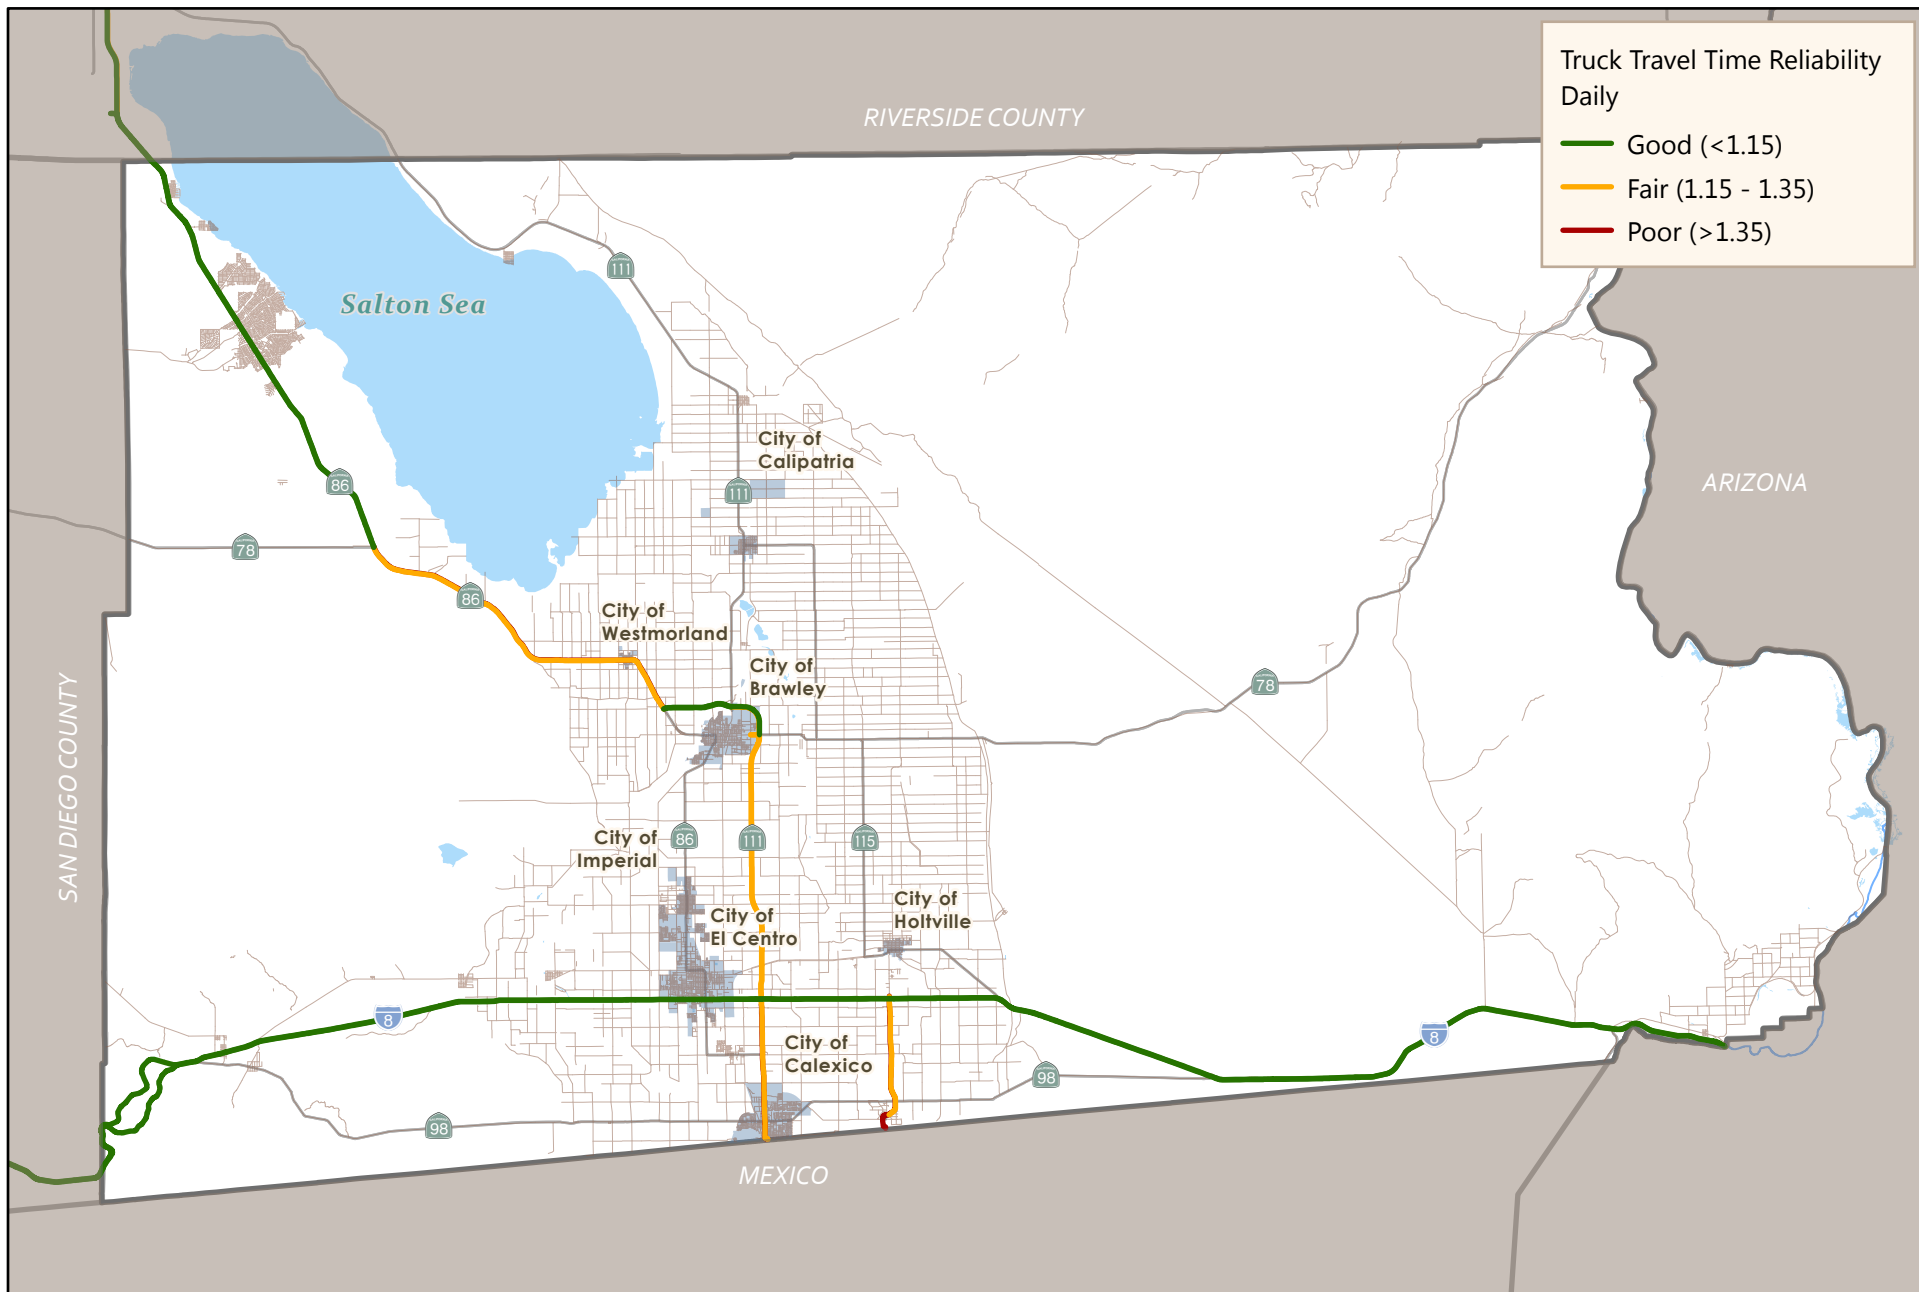 Truck Travel Time Reliability
Daily
Good (<1.15)
Fair (1.15 - 1.35)
Poor (>1.35)
RIVERSIDE COUNTY
111
Salton Sea
City of
Calipatria
86
111
ARIZONA
78
86
City of
Westmorland
City of
Brawley
78
SAN DIEGO COUNTY
City of
Imperial
86
111
115
City of
Holtville
City of
El Centro
8
8
City of
Calexico
98
98
MEXICO